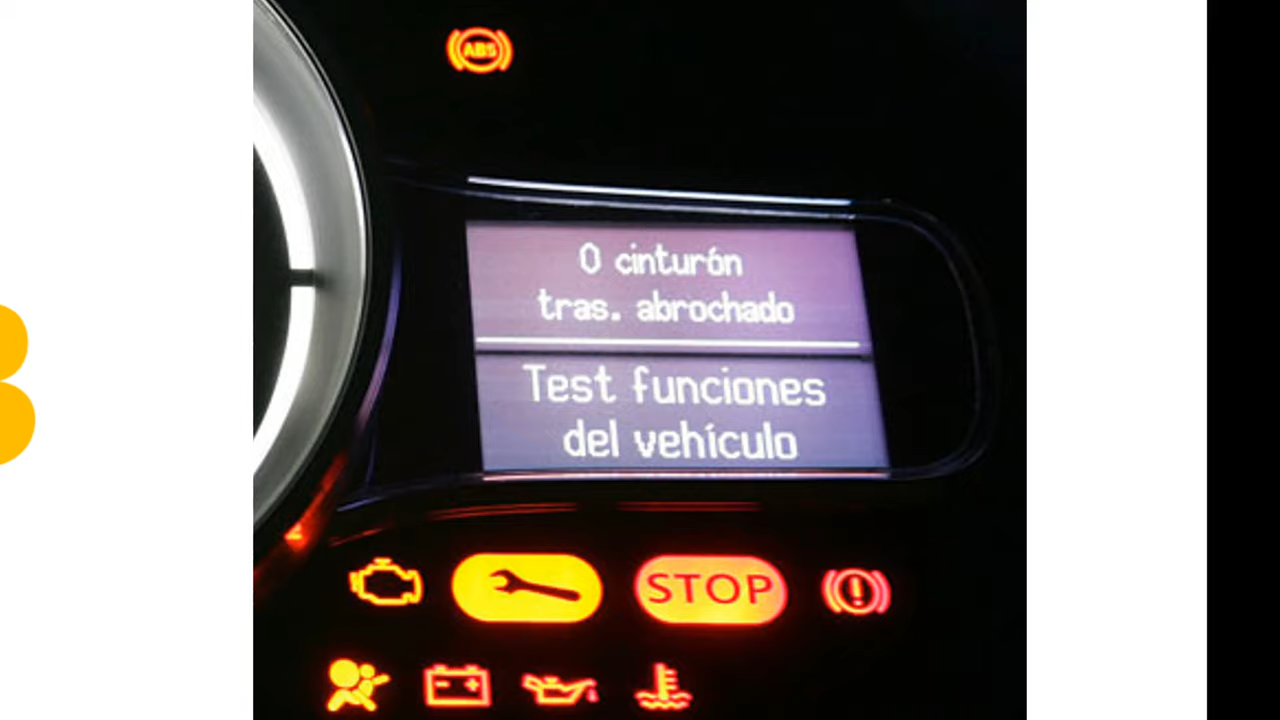 ABS
0 cinturón
tras. abrochado
Test funciones
del vehículo
STOP